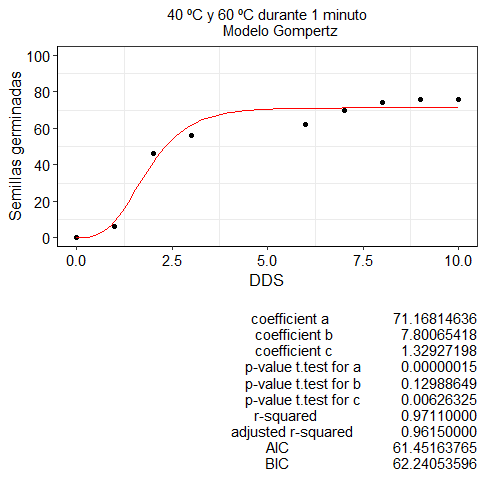 40 ºC y 60 ºC durante 1 minuto
Modelo Gompertz
Semillas germinadas
100
80
60
40
20
0
0.0 2.5 5.0 7.5 10.0
DDS
coefficient a 71.16814636
coefficient b 7.80065418
coefficient c 1.32927198
p-value t.test for a 0.00000015
p-value t.test for b 0.12988649
p-value t.test for c 0.00626325
r-squared 0.97110000
adjusted r-squared 0.96150000
AIC 61.45163765
BIC 62.24053596